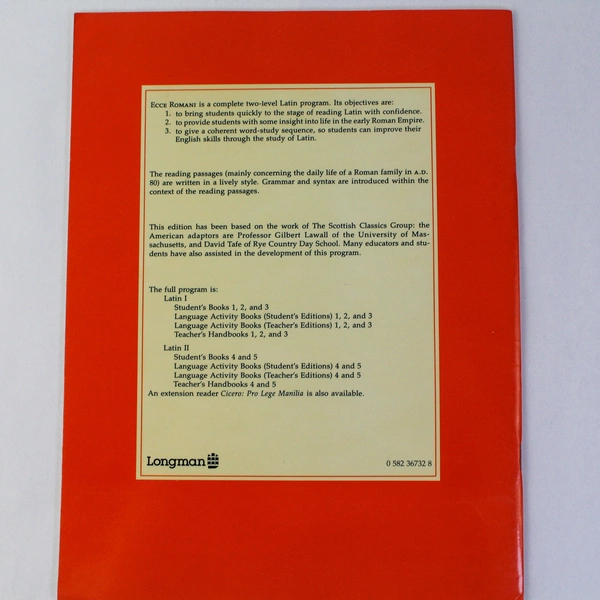 ECCE ROMANI is a complete two-level Latin program. Its objectives are:
1. to bring students quickly to the stage of reading Latin with confidence.
2. to provide students with some insight into life in the early Roman Empire.
3. to give a coherent word-study sequence, so students can improve their
English skills through the study of Latin.
The reading passages (mainly concerning the daily life of a Roman family in A.D.
80) are written in a lively style. Grammar and syntax are introduced within the
context of the reading passages.
This edition has been based on the work of The Scottish Classics Group: the
American adaptors are Professor Gilbert Lawall of the University of Mas-
sachusetts, and David Tafe of Rye Country Day School. Many educators and stu-
dents have also assisted in the development of this program.
The full program is:
Latin I
Student's Books 1, 2, and 3
Language Activity Books (Student's Editions) 1, 2, and 3
Language Activity Books (Teacher's Editions) 1, 2, and 3
Teacher's Handbooks 1, 2, and 3
Latin II
Student's Books 4 and 5
Language Activity Books (Student's Editions) 4 and 5
Language Activity Books (Teacher's Editions) 4 and 5
Teacher's Handbooks 4 and 5
An extension reader Cicero: Pro Lege Manilia is also available.
Longman
0 582 36732 8